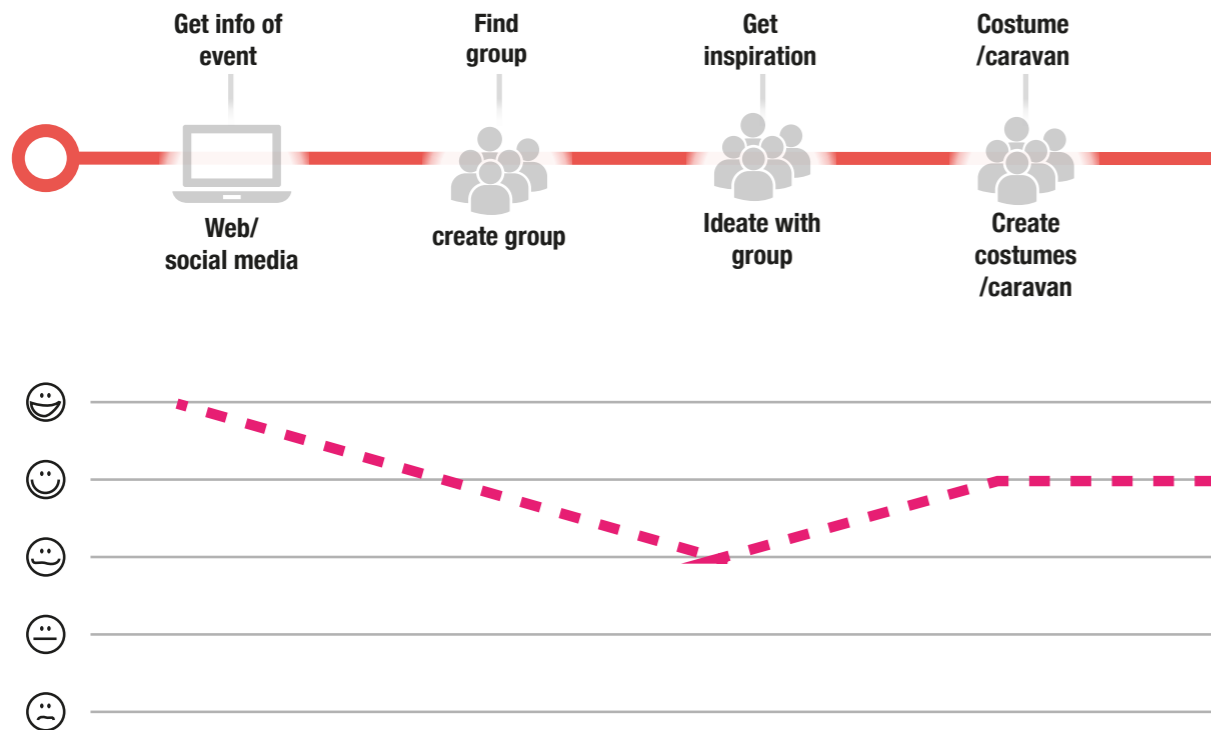 Get info of
event
Find
group
Get
inspiration
Costume
/caravan
Web/
social media
create group
Ideate with
group
Create
costumes
/caravan